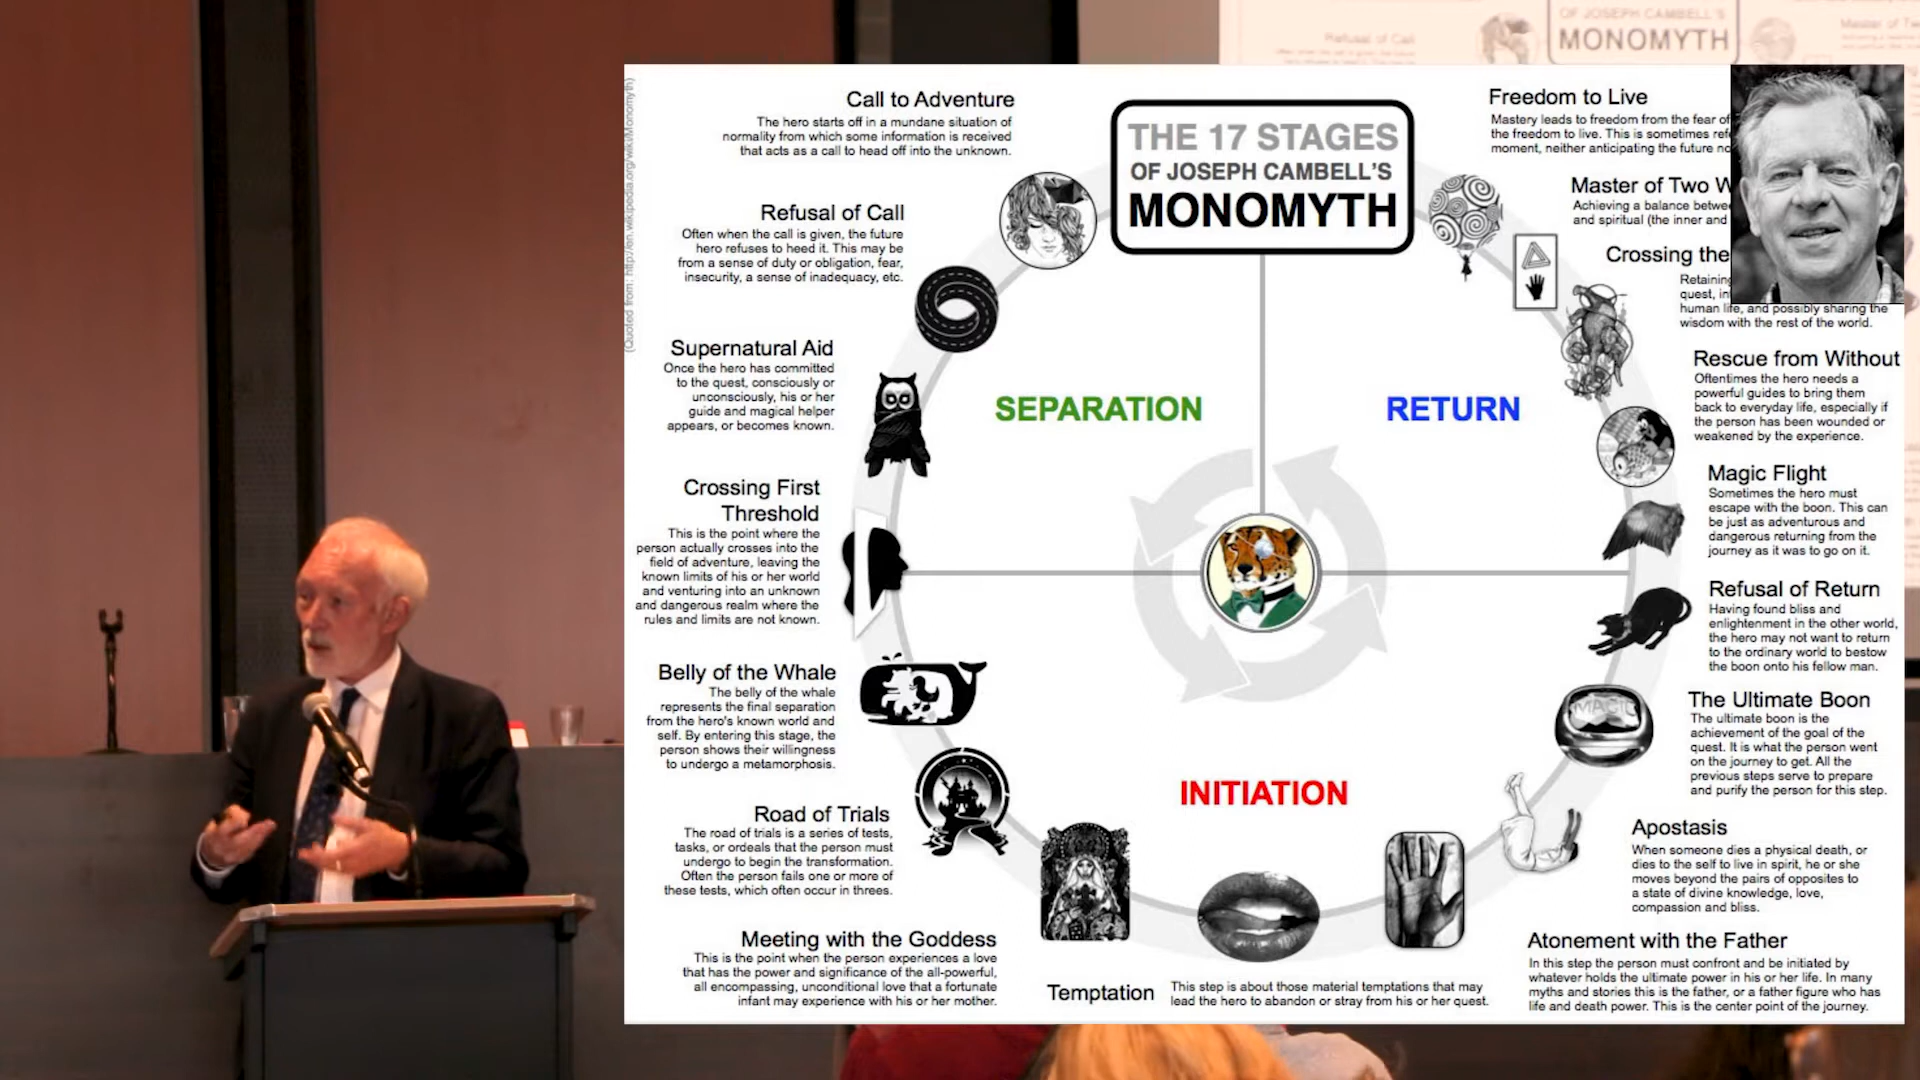 OF JOSEPH CAMBELL'S
MONOMYTH
Refusal of Call
(Quoted from: http://en.wikipedia.org/wiki/Monomyth)
THE 17 STAGES
OF JOSEPH CAMBELL'S
MONOMYTH
Call to Adventure
The hero starts off in a mundane situation of
normality from which some information is received
that acts as a call to head off into the unknown.
Refusal of Call
Often when the call is given, the future
hero refuses to heed it. This may be
from a sense of duty or obligation, fear,
insecurity, a sense of inadequacy, etc.
Supernatural Aid
Once the hero has committed
to the quest, consciously or
unconsciously, his or her
guide and magical helper
appears, or becomes known.
Crossing First
Threshold
This is the point where the
person actually crosses into the
field of adventure, leaving the
known limits of his or her world
and venturing into an unknown
and dangerous realm where the
rules and limits are not known.
Belly of the Whale
The belly of the whale
represents the final separation
from the hero's known world and
self. By entering this stage, the
person shows their willingness
to undergo a metamorphosis.
Road of Trials
The road of trials is a series of tests,
tasks, or ordeals that the person must
undergo to begin the transformation.
Often the person fails one or more of
these tests, which often occur in threes.
Meeting with the Goddess
This is the point when the person experiences a love
that has the power and significance of the all-powerful,
all encompassing, unconditional love that a fortunate
infant may experience with his or her mother.
Temptation
This step is about those material temptations that may
lead the hero to abandon or stray from his or her quest.
SEPARATION
RETURN
INITIATION
Freedom to Live
Mastery leads to freedom from the fear of
the freedom to live. This is sometimes
moment, neither anticipating the future
Master of Two
Achieving a balance
and spiritual (the inner and
Crossing the
Retaining
quest,
human life, and possibly sharing the
wisdom with the rest of the world.
Rescue from Without
Oftentimes the hero needs a
powerful guides to bring them
back to everyday life, especially if
the person has been wounded or
weakened by the experience.
Magic Flight
Sometimes the hero must
escape with the boon. This can
be just as adventurous and
dangerous returning from the
journey as it was to go on it.
Refusal of Return
Having found bliss and
enlightenment in the other world,
the hero may not want to return
to the ordinary world to bestow
the boon onto his fellow man.
MAGIC
The Ultimate Boon
The ultimate boon is the
achievement of the goal of the
quest. It is what the person went
on the journey to get. All the
previous steps serve to prepare
and purify the person for this step.
Apostasis
When someone dies a physical death, or
dies to the self to live in spirit, he or she
moves beyond the pairs of opposites to
a state of divine knowledge, love,
compassion and bliss.
Atonement with the Father
In this step the person must confront and be initiated by
whatever holds the ultimate power in his or her life. In many
myths and stories this is the father, or a father figure who has
life and death power. This is the center point of the journey.